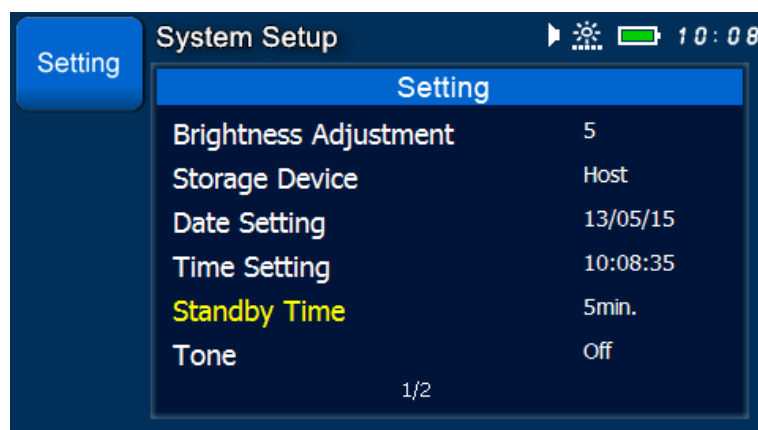 Setting
System Setup 10:08
Setting
Brightness Adjustment 5
Storage Device Host
Date Setting 13/05/15
Time Setting 10:08:35
Standby Time 5min.
Tone Off
1/2